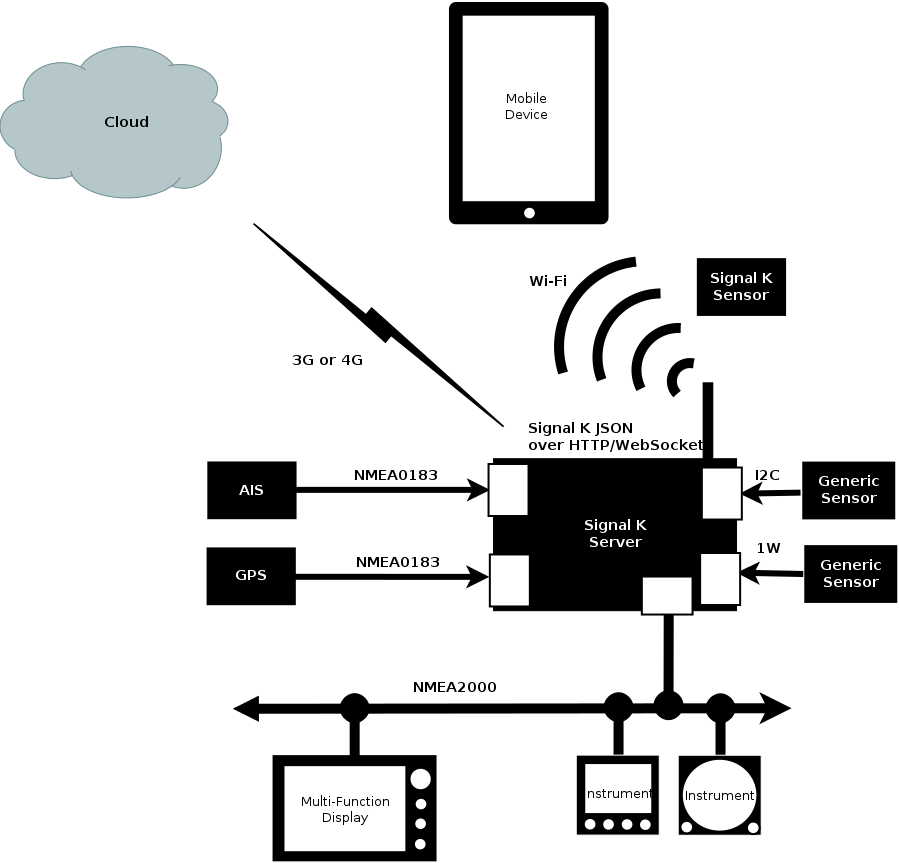 Mobile
Device
Cloud
Wi-Fi
Signal K
Sensor
3G or 4G
Signal K JSON
over HTTP/WebSocket
AIS
NMEA0183
I2C
Generic
Sensor
Signal K
Server
GPS
NMEA0183
1W
Generic
Sensor
NMEA2000
Multi-Function
Display
Instrument
Instrument